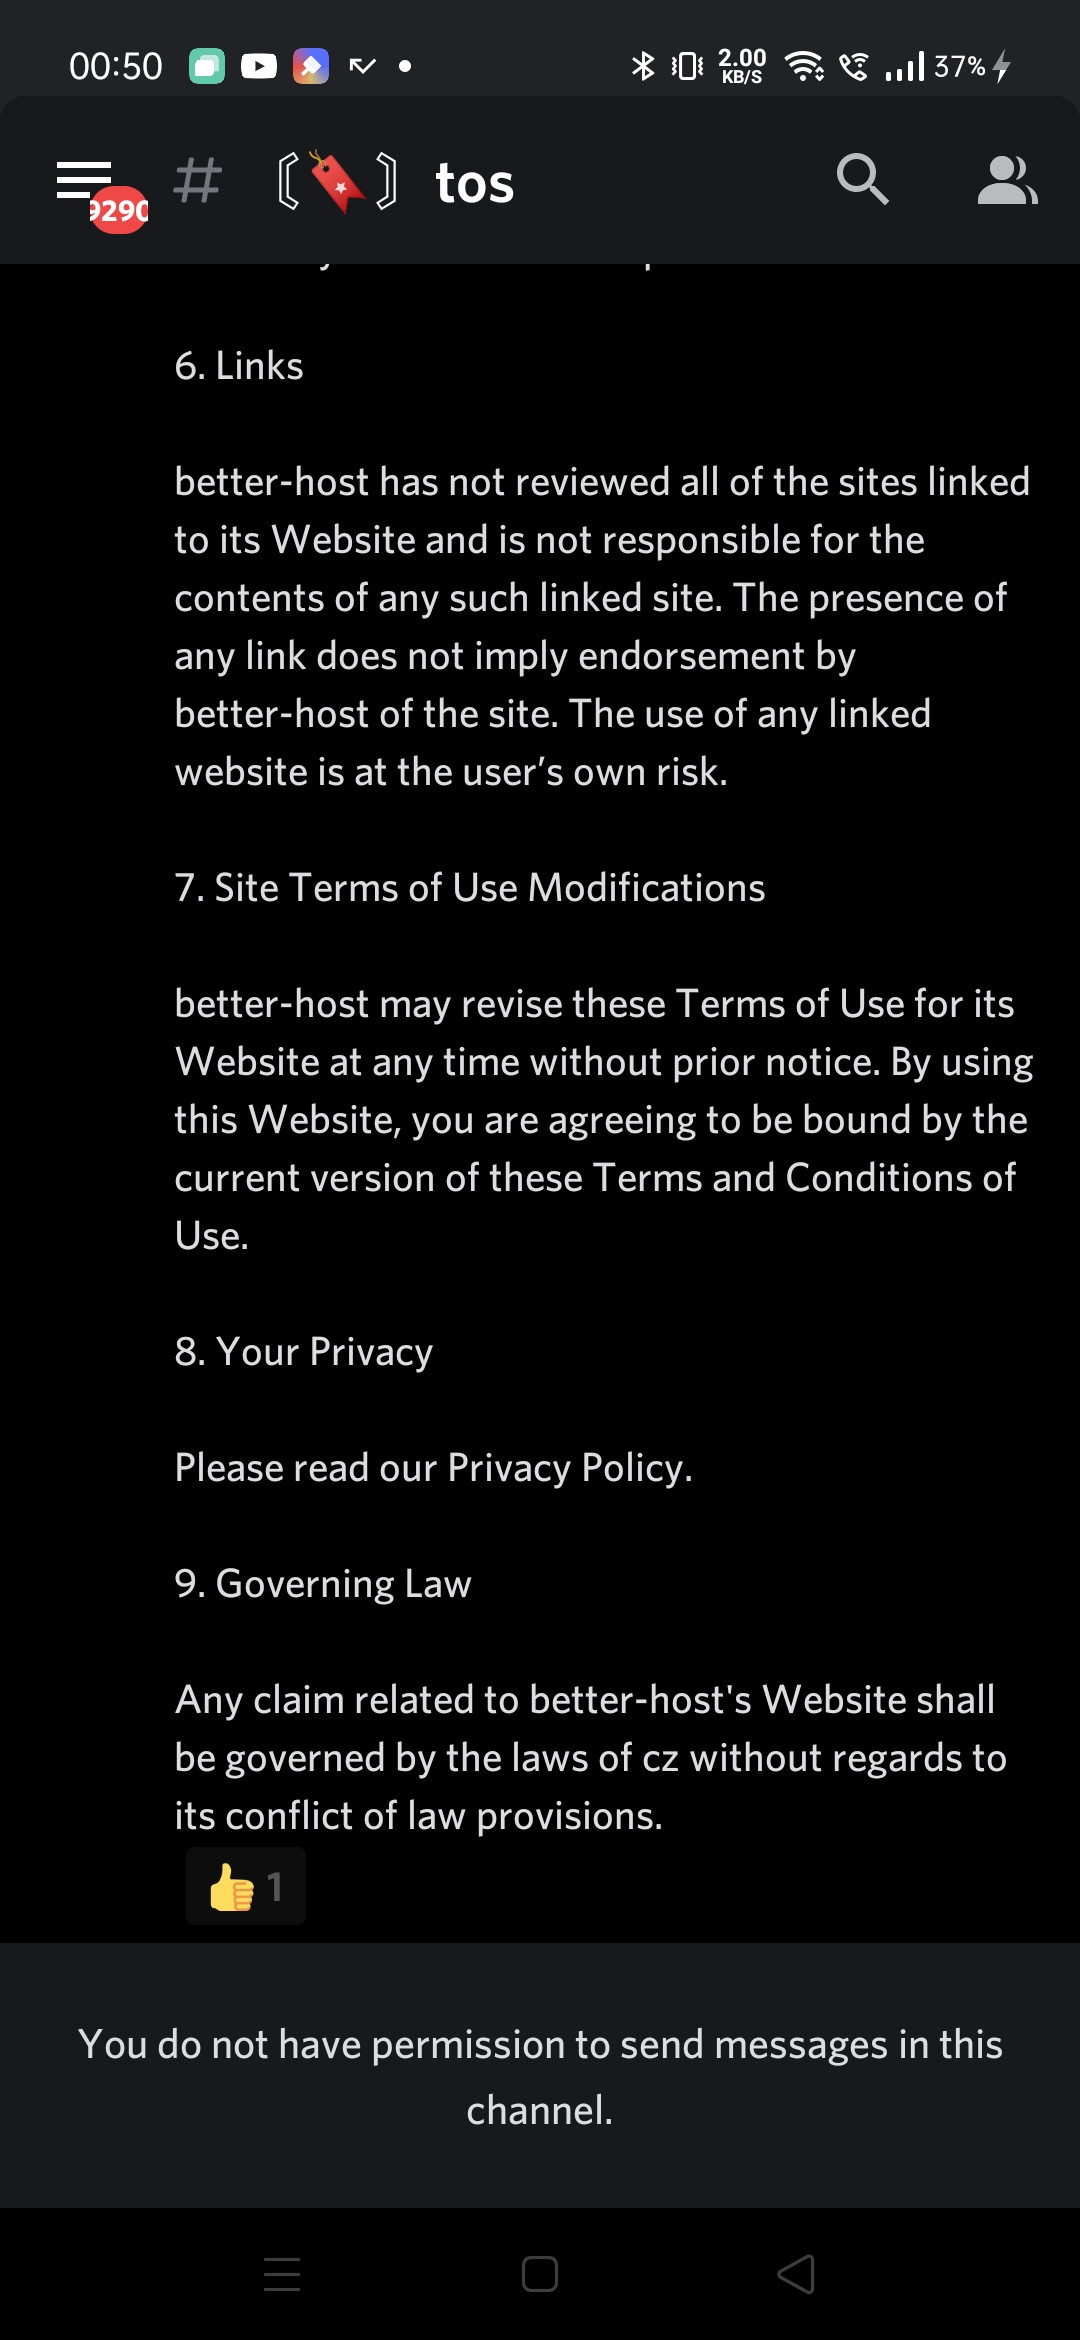 00:50 2.00 KB/S 37%
9290 # 〘🔖〙 tos
6. Links
better-host has not reviewed all of the sites linked
to its Website and is not responsible for the
contents of any such linked site. The presence of
any link does not imply endorsement by
better-host of the site. The use of any linked
website is at the user’s own risk.
7. Site Terms of Use Modifications
better-host may revise these Terms of Use for its
Website at any time without prior notice. By using
this Website, you are agreeing to be bound by the
current version of these Terms and Conditions of
Use.
8. Your Privacy
Please read our Privacy Policy.
9. Governing Law
Any claim related to better-host's Website shall
be governed by the laws of cz without regards to
its conflict of law provisions.
👍 1
You do not have permission to send messages in this
channel.